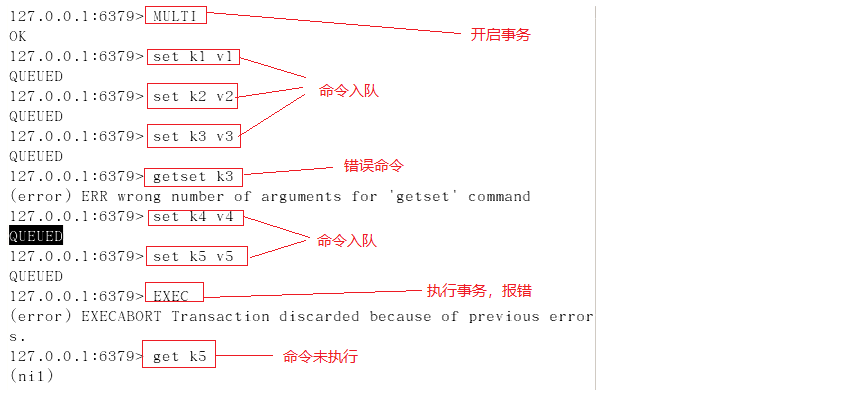 127.0.0.1:6379> MULTI
开启事务
OK
127.0.0.1:6379> set k1 v1
QUEUED
命令入队
127.0.0.1:6379> set k2 v2
QUEUED
127.0.0.1:6379> set k3 v3
QUEUED
错误命令
127.0.0.1:6379> getset k3
(error) ERR wrong number of arguments for 'getset' command
127.0.0.1:6379> set k4 v4
QUEUED
命令入队
127.0.0.1:6379> set k5 v5
QUEUED
127.0.0.1:6379> EXEC
执行事务，报错
(error) EXECABORT Transaction discarded because of previous error
s.
127.0.0.1:6379> get k5
命令未执行
(nil)